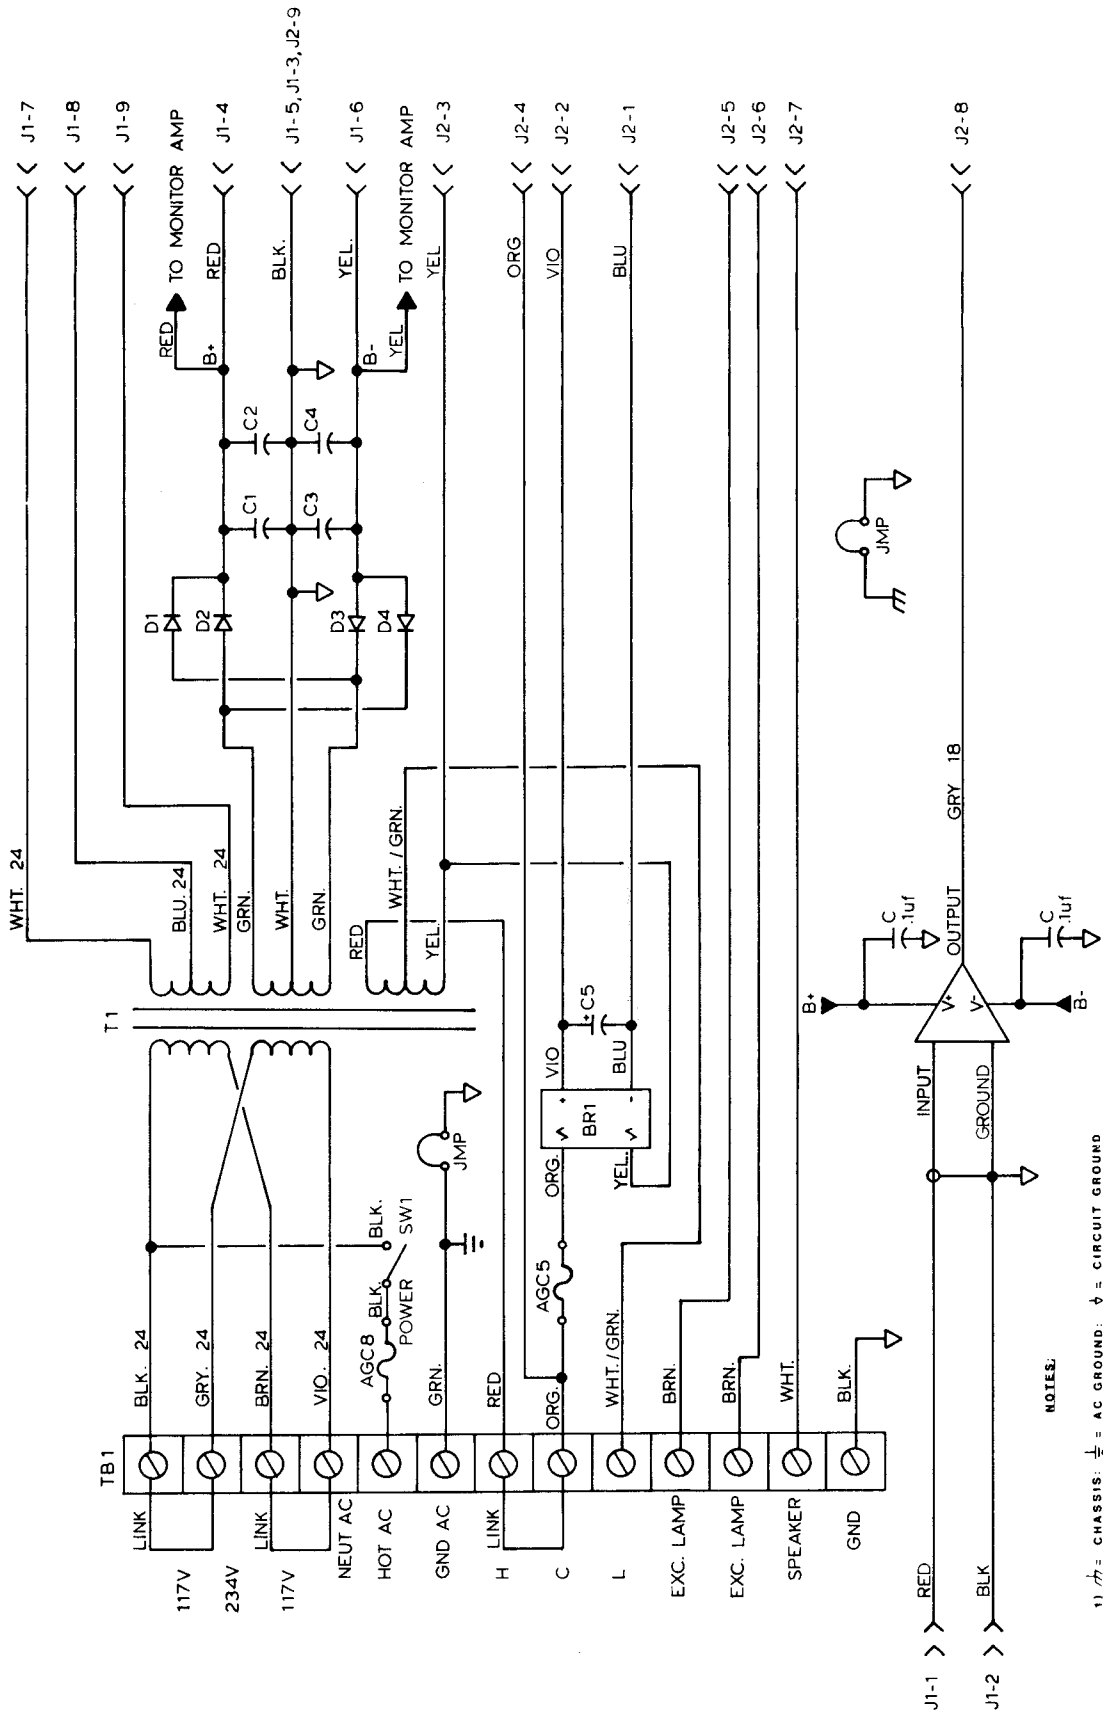 TB1
LINK
117V
234V
LINK
117V
NEUT AC
HOT AC
GND AC
LINK
H
C
L
EXC. LAMP
EXC. LAMP
SPEAKER
GND
BLK. 24
GRY. 24
BRN. 24
VIO. 24
AGC8
BLK.
POWER
SW1
BLK.
GRN.
JMP
RED
ORG.
AGC5
ORG.
YEL.
BR1
+
-
VIO
BLU
+
C5
WHT./GRN.
BRN.
BRN.
WHT.
BLK.
T1
WHT. 24
BLU. 24
WHT. 24
GRN.
WHT.
GRN.
RED
WHT./GRN.
YEL.
D1
D2
D3
D4
C1
C2
C3
C4
B+
B-
RED
TO MONITOR AMP
RED
BLK.
YEL.
YEL
TO MONITOR AMP
YEL
ORG
VIO
BLU
J1-7
J1-8
J1-9
J1-4
J1-5, J1-3, J2-9
J1-6
J2-3
J2-4
J2-2
J2-1
J2-5
J2-6
J2-7
J2-8
JMP
J1-1
J1-2
RED
BLK
INPUT
GROUND
B+
V+
V-
B-
C
.1uf
C
.1uf
OUTPUT
GRY 18
NOTES:
1) = CHASSIS: = AC GROUND: = CIRCUIT GROUND